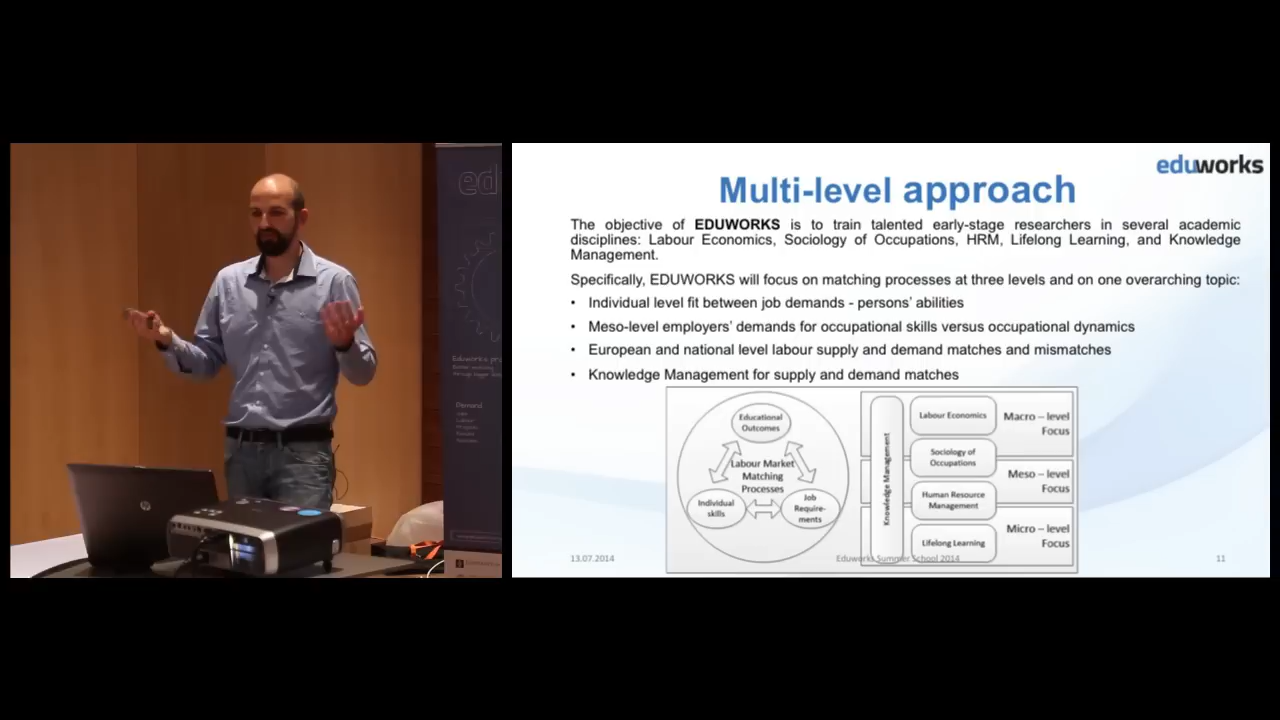 ed
Eduworks pro
Demand
hp
eduworks
Multi-level approach
The objective of EDUWORKS is to train talented early-stage researchers in several academic
disciplines: Labour Economics, Sociology of Occupations, HRM, Lifelong Learning, and Knowledge
Management.
Specifically, EDUWORKS will focus on matching processes at three levels and on one overarching topic:
• Individual level fit between job demands - persons' abilities
• Meso-level employers' demands for occupational skills versus occupational dynamics
• European and national level labour supply and demand matches and mismatches
• Knowledge Management for supply and demand matches
Educational
Outcomes
Labour Market
Matching
Processes
Individual
skills
Job
Require-
ments
Knowledge Management
Labour Economics
Macro – level
Focus
Sociology of
Occupations
Meso – level
Focus
Human Resource
Management
Micro – level
Focus
Lifelong Learning
13.07.2014
Eduworks Summer School 2014
11